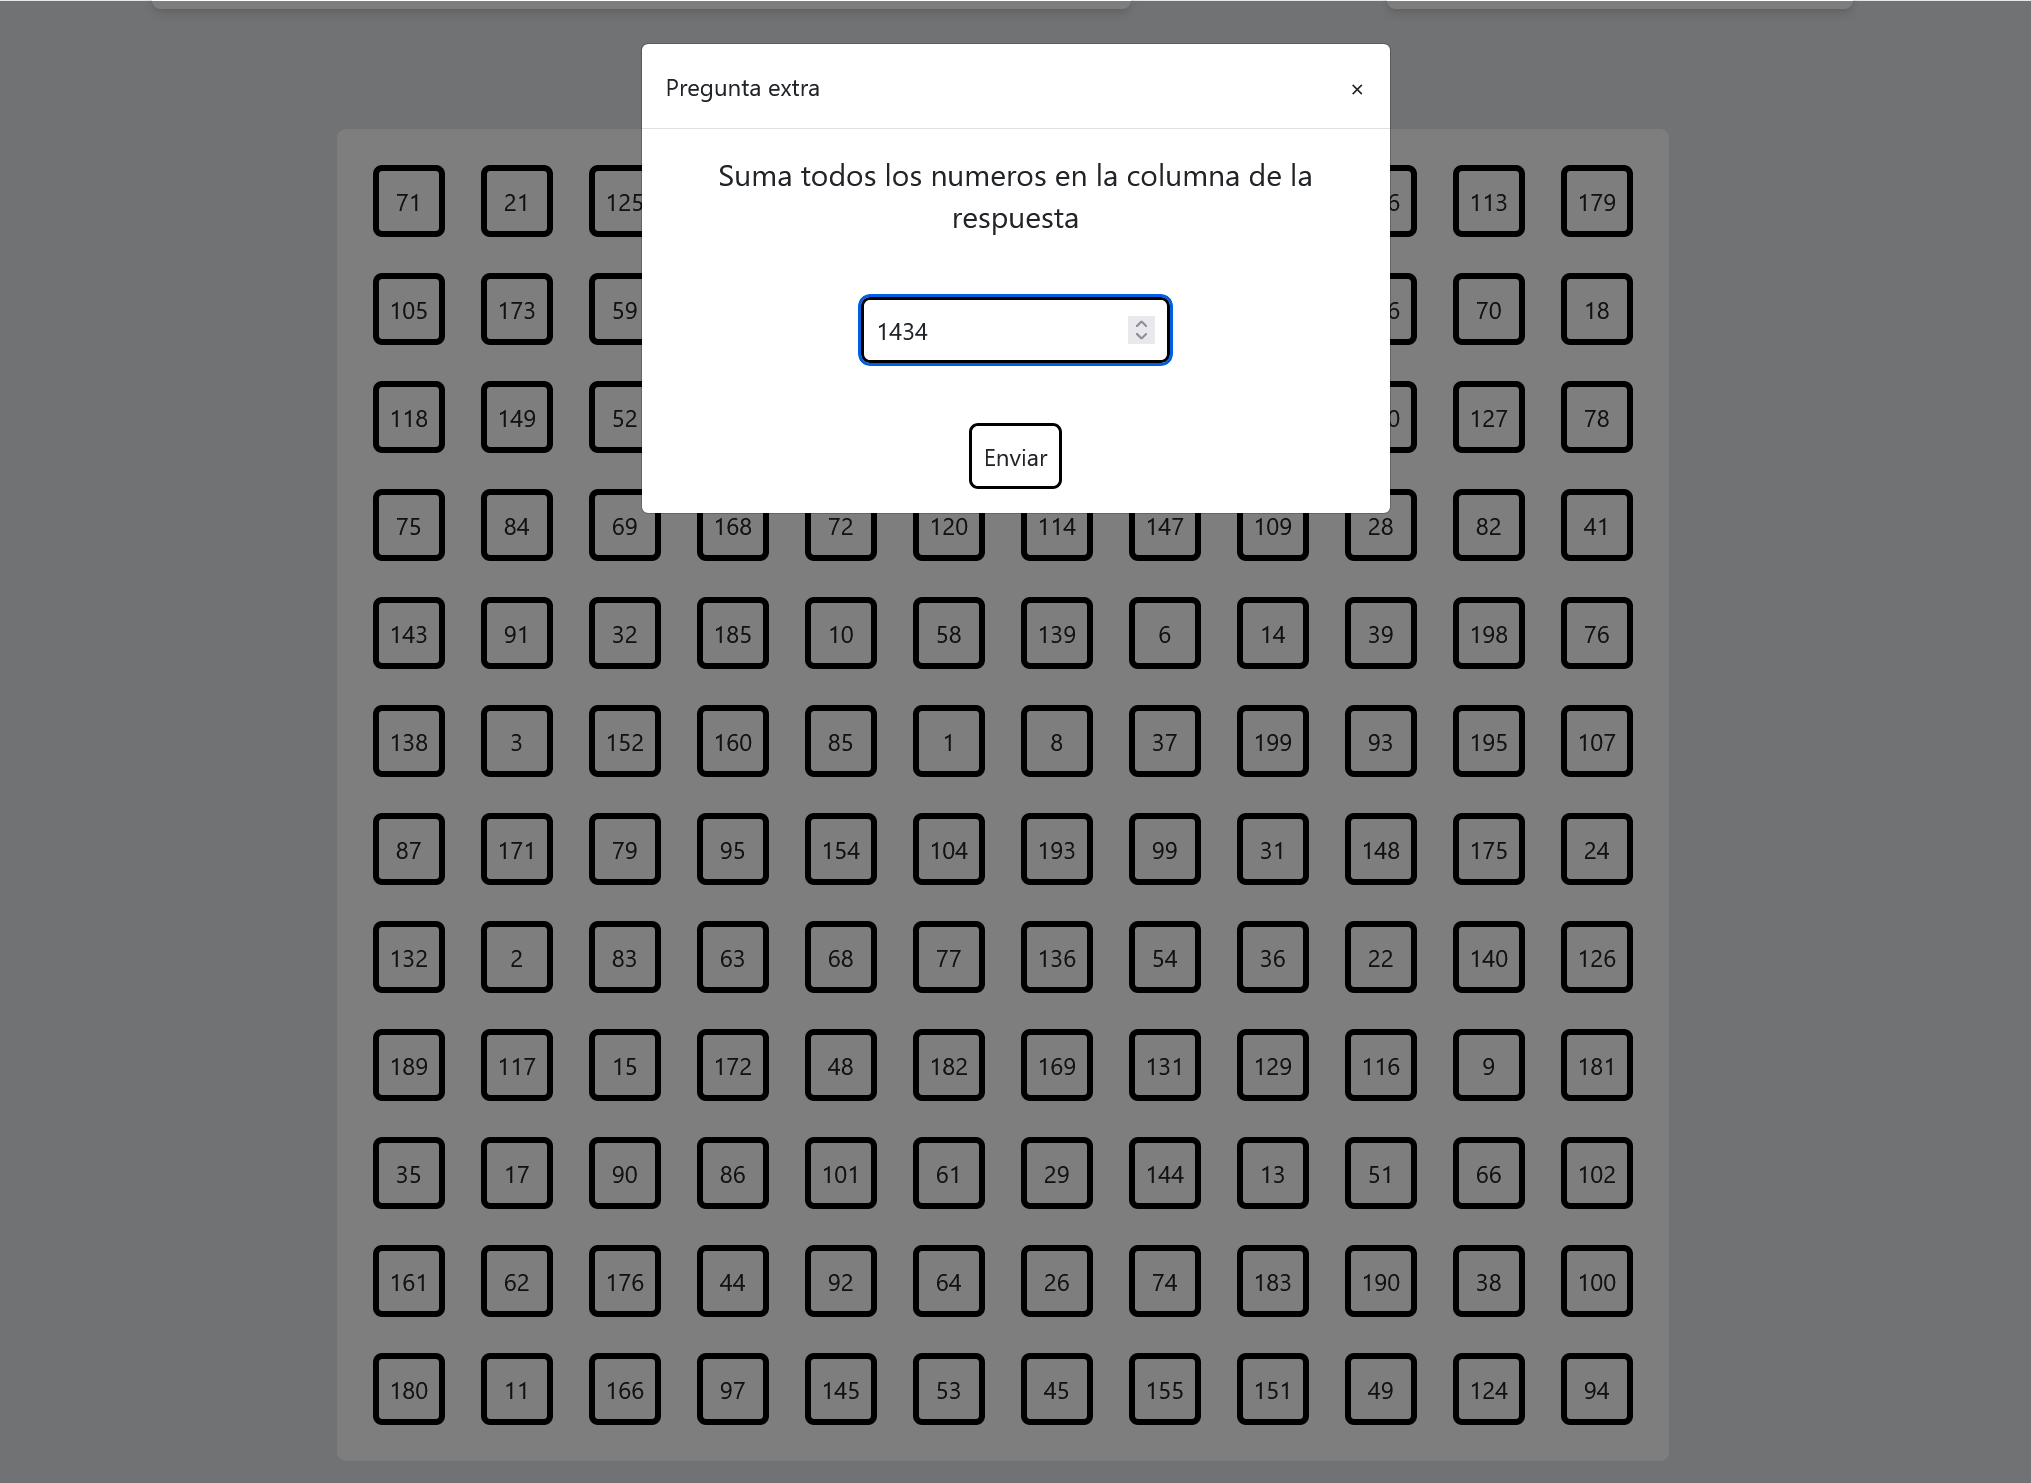 Pregunta extra
×
Suma todos los numeros en la columna de la
respuesta
1434
Enviar
71 21 125 113 179
105 173 59 70 18
118 149 52 127 78
75 84 69 168 72 120 114 147 109 28 82 41
143 91 32 185 10 58 139 6 14 39 198 76
138 3 152 160 85 1 8 37 199 93 195 107
87 171 79 95 154 104 193 99 31 148 175 24
132 2 83 63 68 77 136 54 36 22 140 126
189 117 15 172 48 182 169 131 129 116 9 181
35 17 90 86 101 61 29 144 13 51 66 102
161 62 176 44 92 64 26 74 183 190 38 100
180 11 166 97 145 53 45 155 151 49 124 94